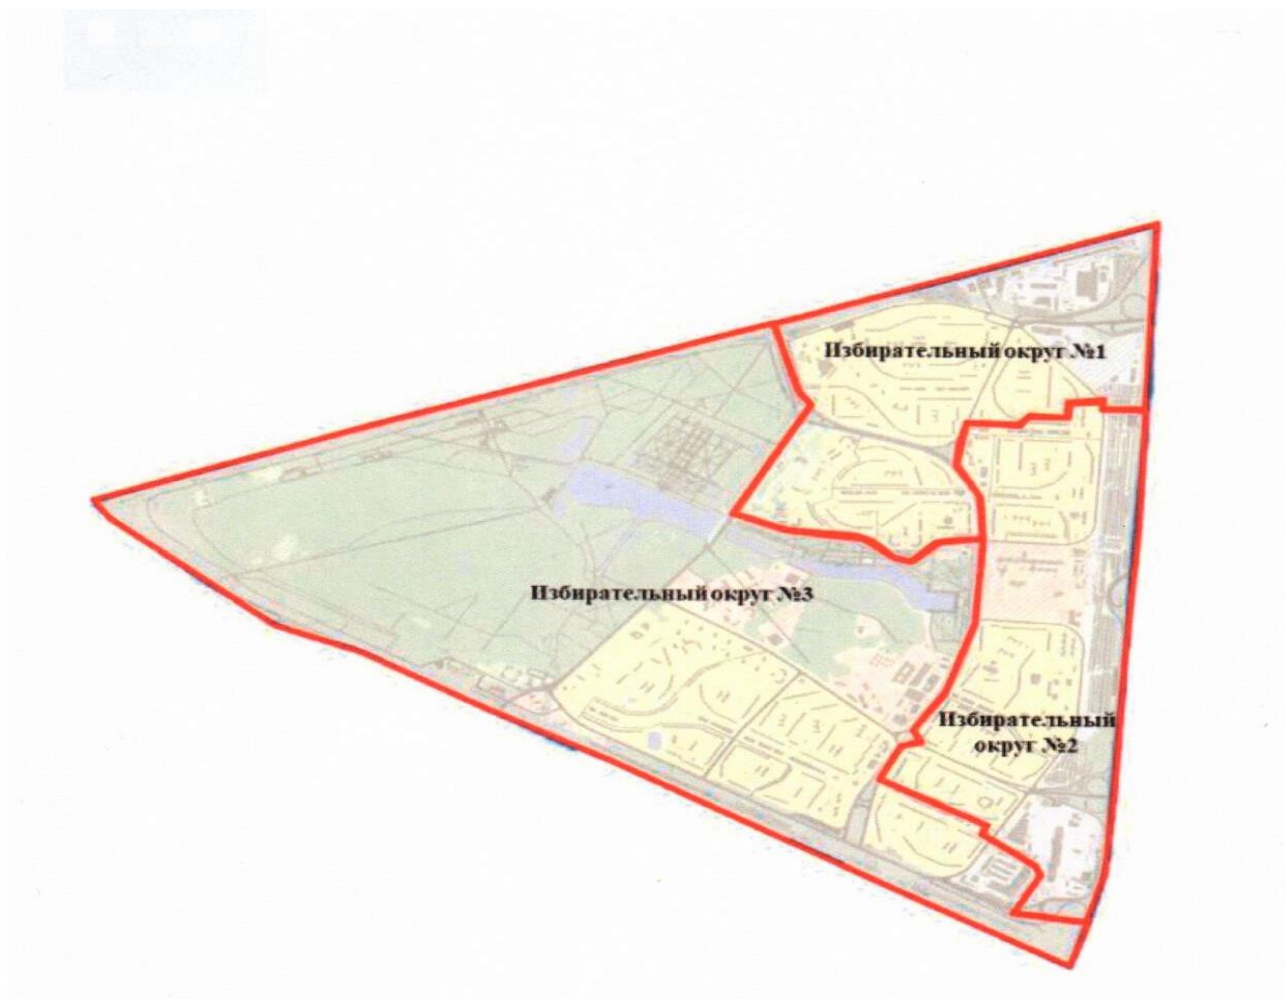 Избирательный округ №1
Избирательный округ №3
Избирательный
округ №2